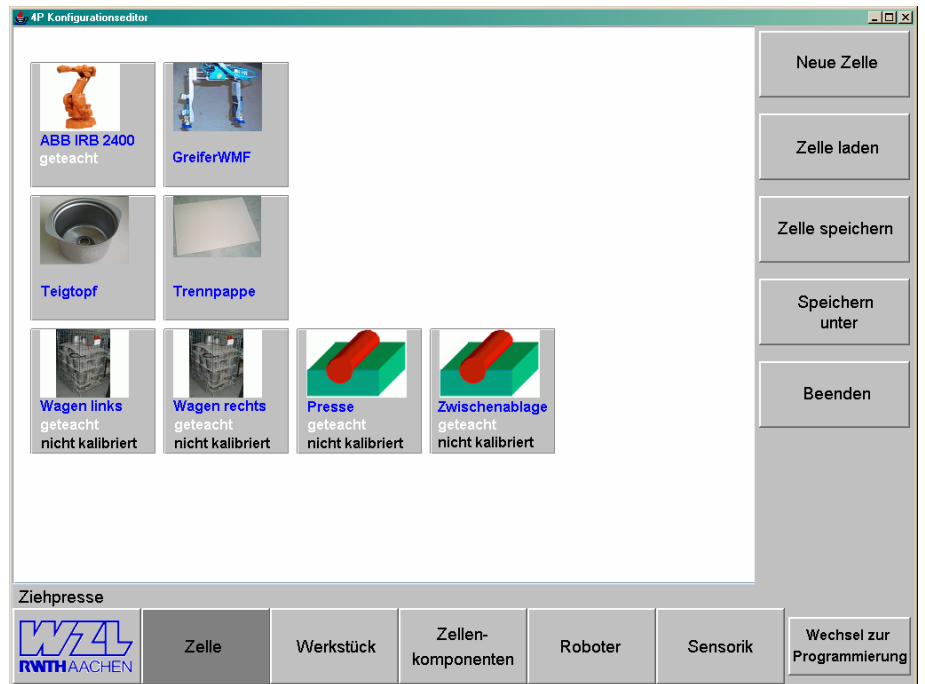 4P Konfigurationseditor
ABB IRB 2400
geteacht
GreiferWMF
Teigtopf
Trennpappe
Wagen links
geteacht
nicht kalibriert
Wagen rechts
geteacht
nicht kalibriert
Presse
geteacht
nicht kalibriert
Zwischenablage
geteacht
nicht kalibriert
Neue Zelle
Zelle laden
Zelle speichern
Speichern
unter
Beenden
Ziehpresse
WZL
RWTHAACHEN
Zelle
Werkstück
Zellen-
komponenten
Roboter
Sensorik
Wechsel zur
Programmierung